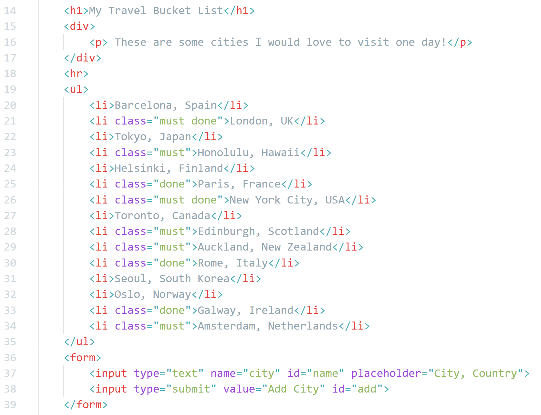 14 <h1>My Travel Bucket List</h1>
15 <div>
16 <p> These are some cities I would love to visit one day!</p>
17 </div>
18 <hr>
19 <ul>
20 <li>Barcelona, Spain</li>
21 <li class="must done">London, UK</li>
22 <li>Tokyo, Japan</li>
23 <li class="must">Honolulu, Hawaii</li>
24 <li>Helsinki, Finland</li>
25 <li class="done">Paris, France</li>
26 <li class="must done">New York City, USA</li>
27 <li>Toronto, Canada</li>
28 <li class="must">Edinburgh, Scotland</li>
29 <li class="must">Auckland, New Zealand</li>
30 <li class="done">Rome, Italy</li>
31 <li>Seoul, South Korea</li>
32 <li>Oslo, Norway</li>
33 <li class="done">Galway, Ireland</li>
34 <li class="must">Amsterdam, Netherlands</li>
35 </ul>
36 <form>
37 <input type="text" name="city" id="name" placeholder="City, Country">
38 <input type="submit" value="Add City" id="add">
39 </form>